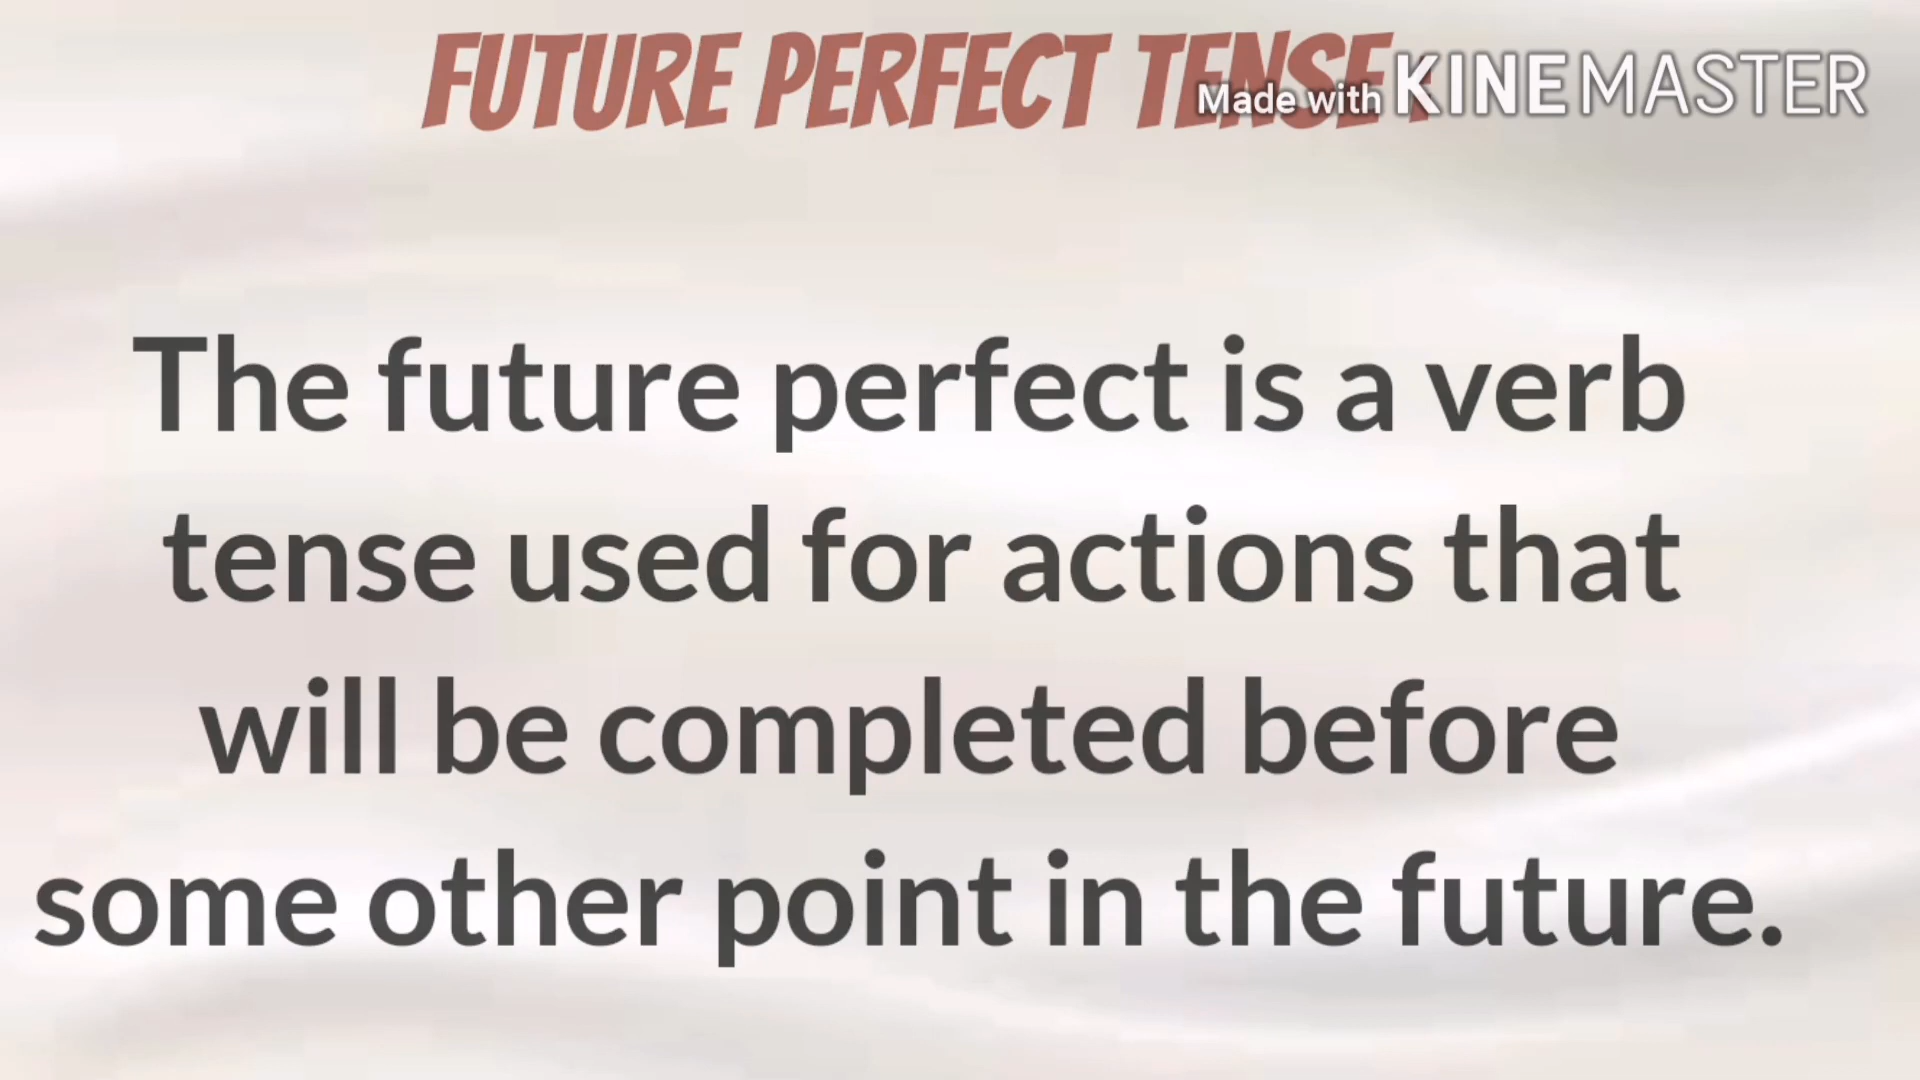 FUTURE PERFECT TENSE :
Made with KINEMASTER
The future perfect is a verb
tense used for actions that
will be completed before
some other point in the future.